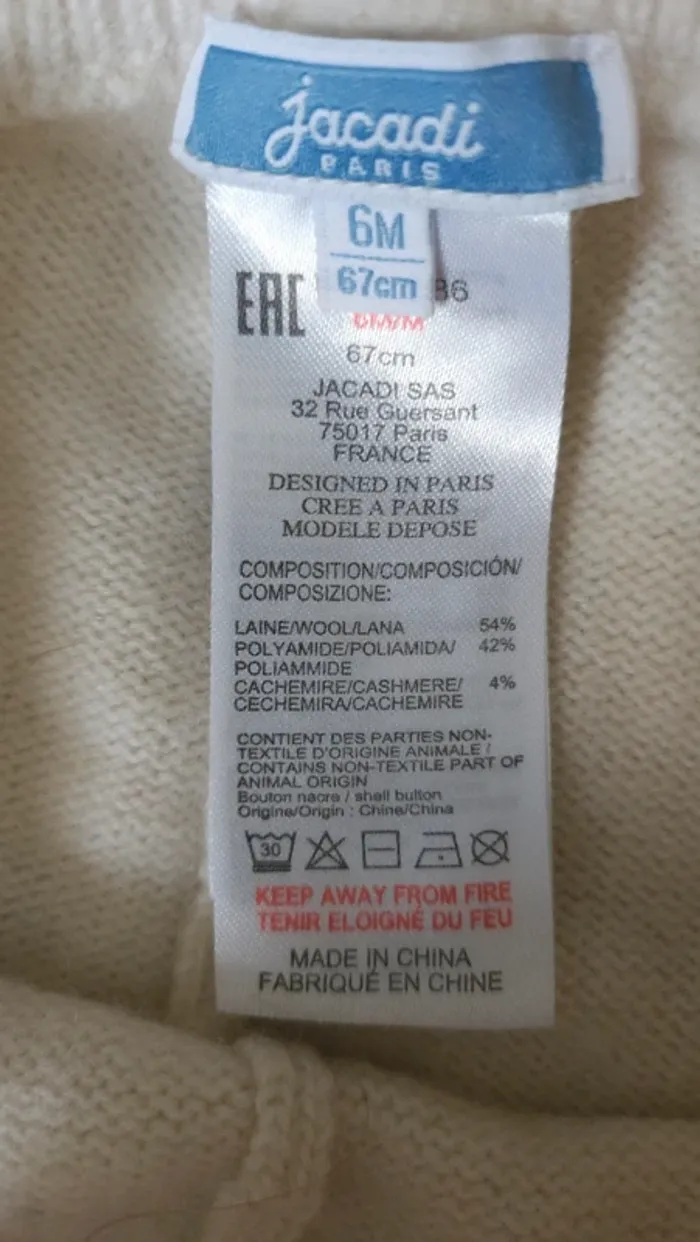 jacadi
PARIS
6M
67cm
EAC
86
6M/M
67cm
JACADI SAS
32 Rue Guersant
75017 Paris
FRANCE
DESIGNED IN PARIS
CREE A PARIS
MODELE DEPOSE
COMPOSITION/COMPOSICIÓN/
COMPOSIZIONE:
LAINE/WOOL/LANA 54%
POLYAMIDE/POLIAMIDA/ 42%
POLIAMMIDE
CACHEMIRE/CASHMERE/ 4%
CECHEMIRA/CACHEMIRE
CONTIENT DES PARTIES NON-
TEXTILE D'ORIGINE ANIMALE /
CONTAINS NON-TEXTILE PART OF
ANIMAL ORIGIN
Bouton nacre / shell button
Origine/Origin : Chine/China
30
KEEP AWAY FROM FIRE
TENIR ELOIGNÉ DU FEU
MADE IN CHINA
FABRIQUÉ EN CHINE